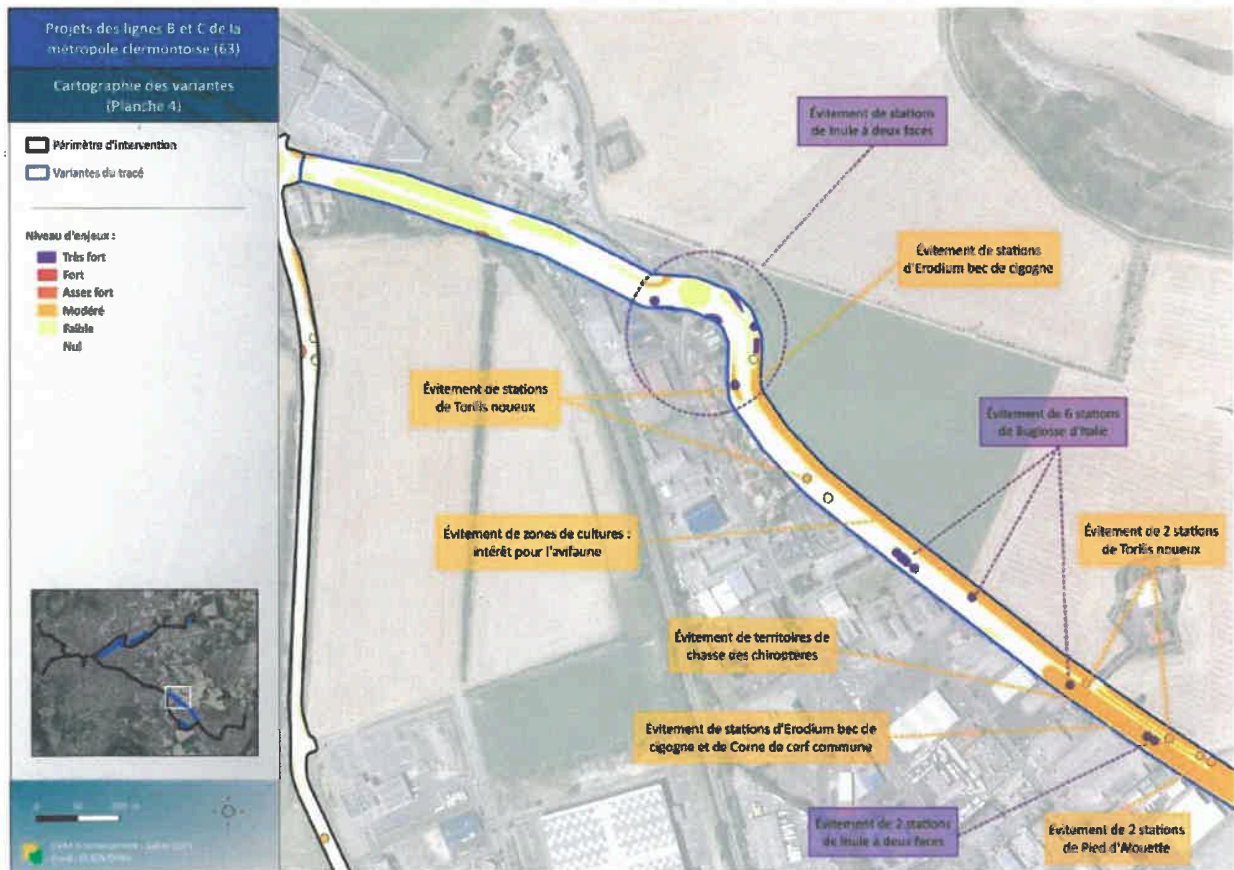 Projets des lignes B et C de la
métropole clermontoise (63)
Cartographie des variantes
(Planche 4)
Périmètre d'intervention
Variantes du tracé
Niveau d'enjeux :
Très fort
Fort
Assez fort
Modéré
Faible
Nul
Évitement de stations
de Inule à deux faces
Évitement de stations
d'Erodium bec de cigogne
Évitement de stations
de Torilis noueux
Évitement de 6 stations
de Buglosse d'Italie
Évitement de zones de cultures :
intérêt pour l'avifaune
Évitement de 2 stations
de Torilis noueux
Évitement de territoires de
chasse des chiroptères
Évitement de stations d'Erodium bec de
cigogne et de Corne de cerf commune
Évitement de 2 stations
de Inule à deux faces
Évitement de 2 stations
de Pied d'Alouette
0